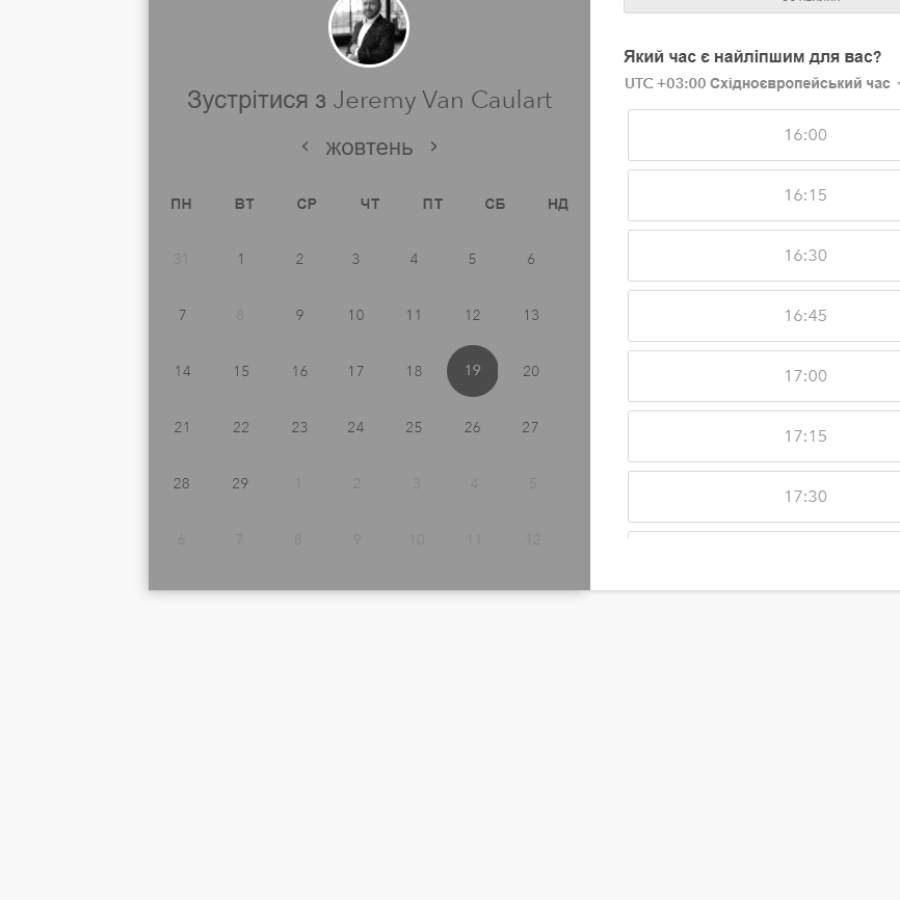 Зустрітися з Jeremy Van Caulart
жовтень
ПН ВТ СР ЧТ ПТ СБ НД
31 1 2 3 4 5 6
7 8 9 10 11 12 13
14 15 16 17 18 19 20
21 22 23 24 25 26 27
28 29 1 2 3 4 5
6 7 8 9 10 11 12
Який час є найліпшим для вас?
UTC +03:00 Східноєвропейський час
16:00
16:15
16:30
16:45
17:00
17:15
17:30